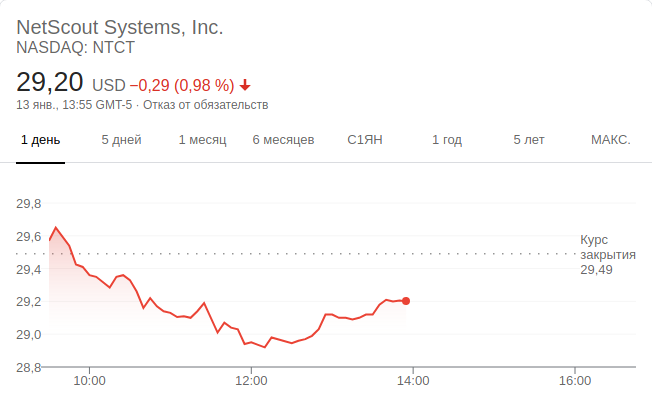 NetScout Systems, Inc.
NASDAQ: NTCT
29,20 USD −0,29 (0,98 %)
13 янв., 13:55 GMT-5 · Отказ от обязательств
1 день 5 дней 1 месяц 6 месяцев С1ЯН 1 год 5 лет МАКС.
29,8
29,6
Курс
закрытия
29,49
29,4
29,2
29,0
28,8
10:00 12:00 14:00 16:00